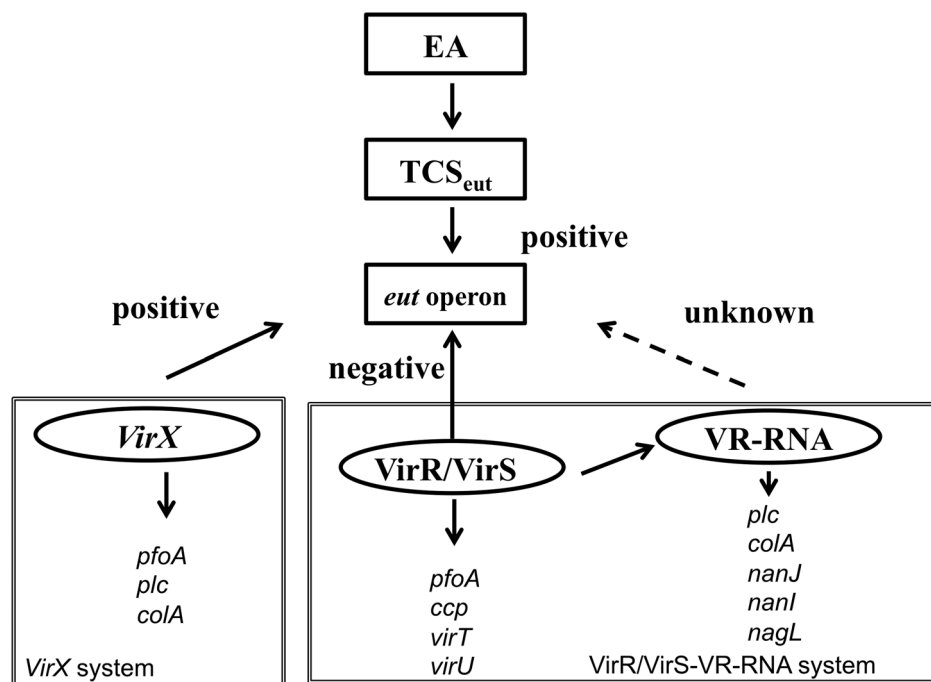 EA
TCSeut
positive
eut operon
positive
unknown
negative
VirX
VirR/VirS
VR-RNA
pfoA
plc
colA
pfoA
ccp
virT
virU
plc
colA
nanJ
nanI
nagL
VirX system
VirR/VirS-VR-RNA system